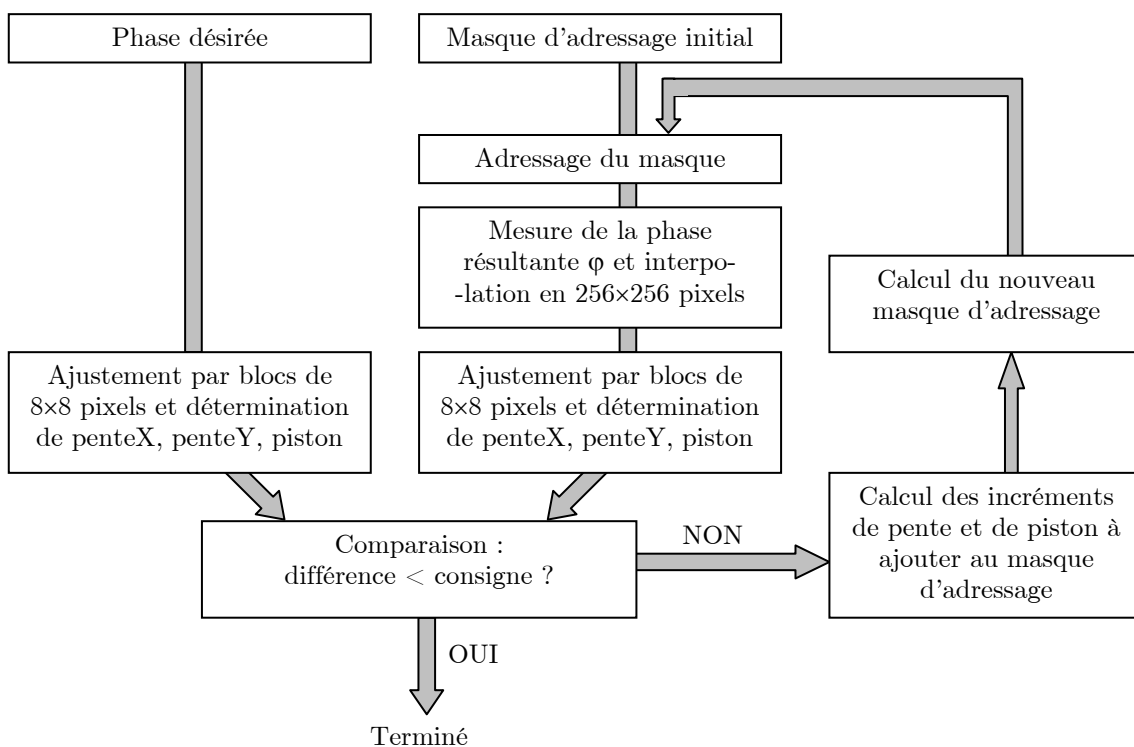 Phase désirée
Masque d'adressage initial
Adressage du masque
Mesure de la phase
résultante φ et interpo-
-lation en 256×256 pixels
Calcul du nouveau
masque d'adressage
Ajustement par blocs de
8×8 pixels et détermination
de penteX, penteY, piston
Ajustement par blocs de
8×8 pixels et détermination
de penteX, penteY, piston
Calcul des incréments
de pente et de piston à
ajouter au masque
d'adressage
Comparaison :
différence < consigne ?
NON
OUI
Terminé